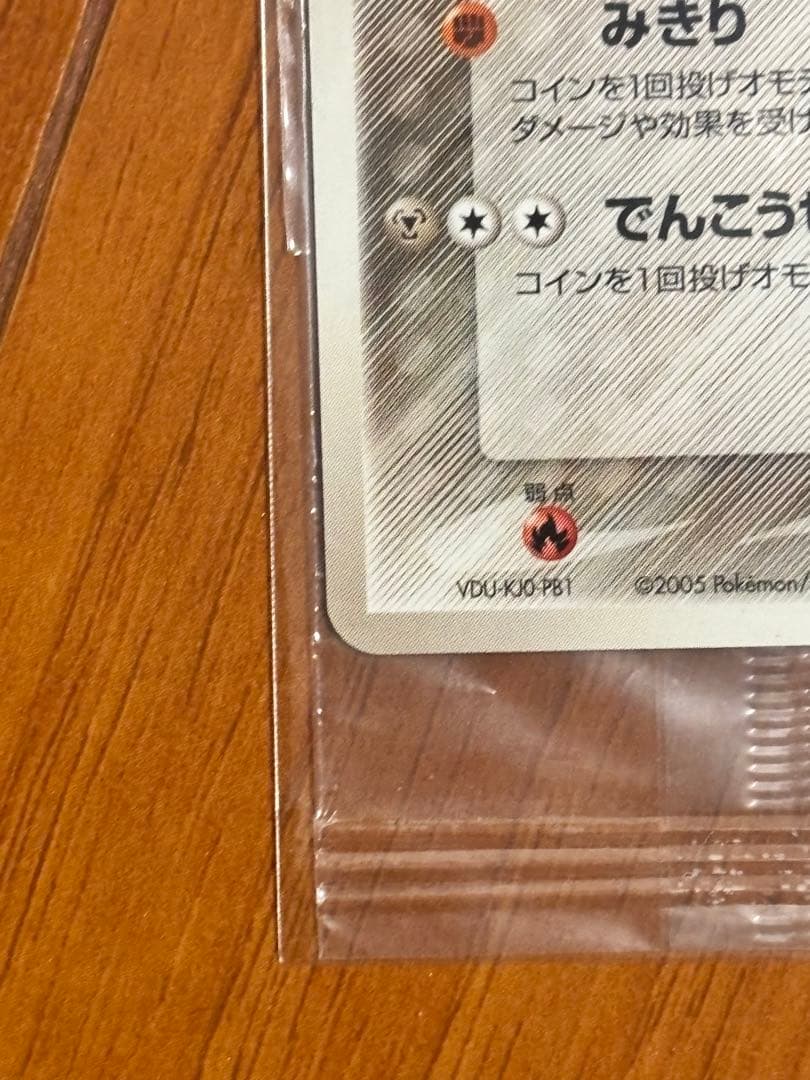 みきり
コインを1回投げオモテ
ダメージや効果を受け
でんこうせ
コインを1回投げオモ
弱点
VDU-KJ0-PB1 ©2005 Pokémon/